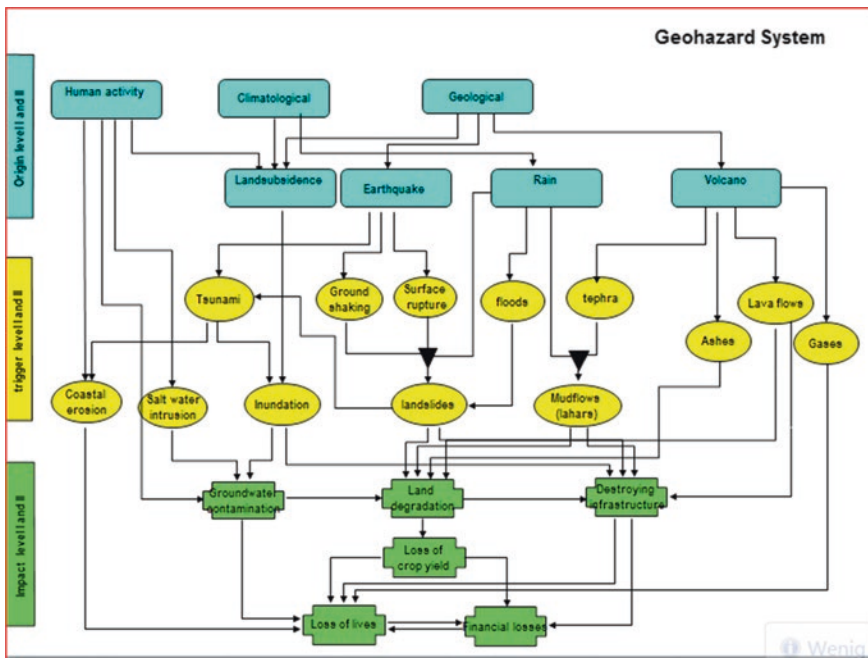 Geohazard System
Origin level I and II
Human activity
Climatological
Geological
Landsubsidence
Earthquake
Rain
Volcano
trigger level I and II
Tsunami
Ground
shaking
Surface
rupture
floods
tephra
Lava flows
Ashes
Gases
Coastal
erosion
Salt water
intrusion
Inundation
landslides
Mudflows
(lahars)
Impact level I and II
Groundwater
contamination
Land
degradation
Destroying
infrastructure
Loss of
crop yield
Loss of lives
Financial losses
Wenig